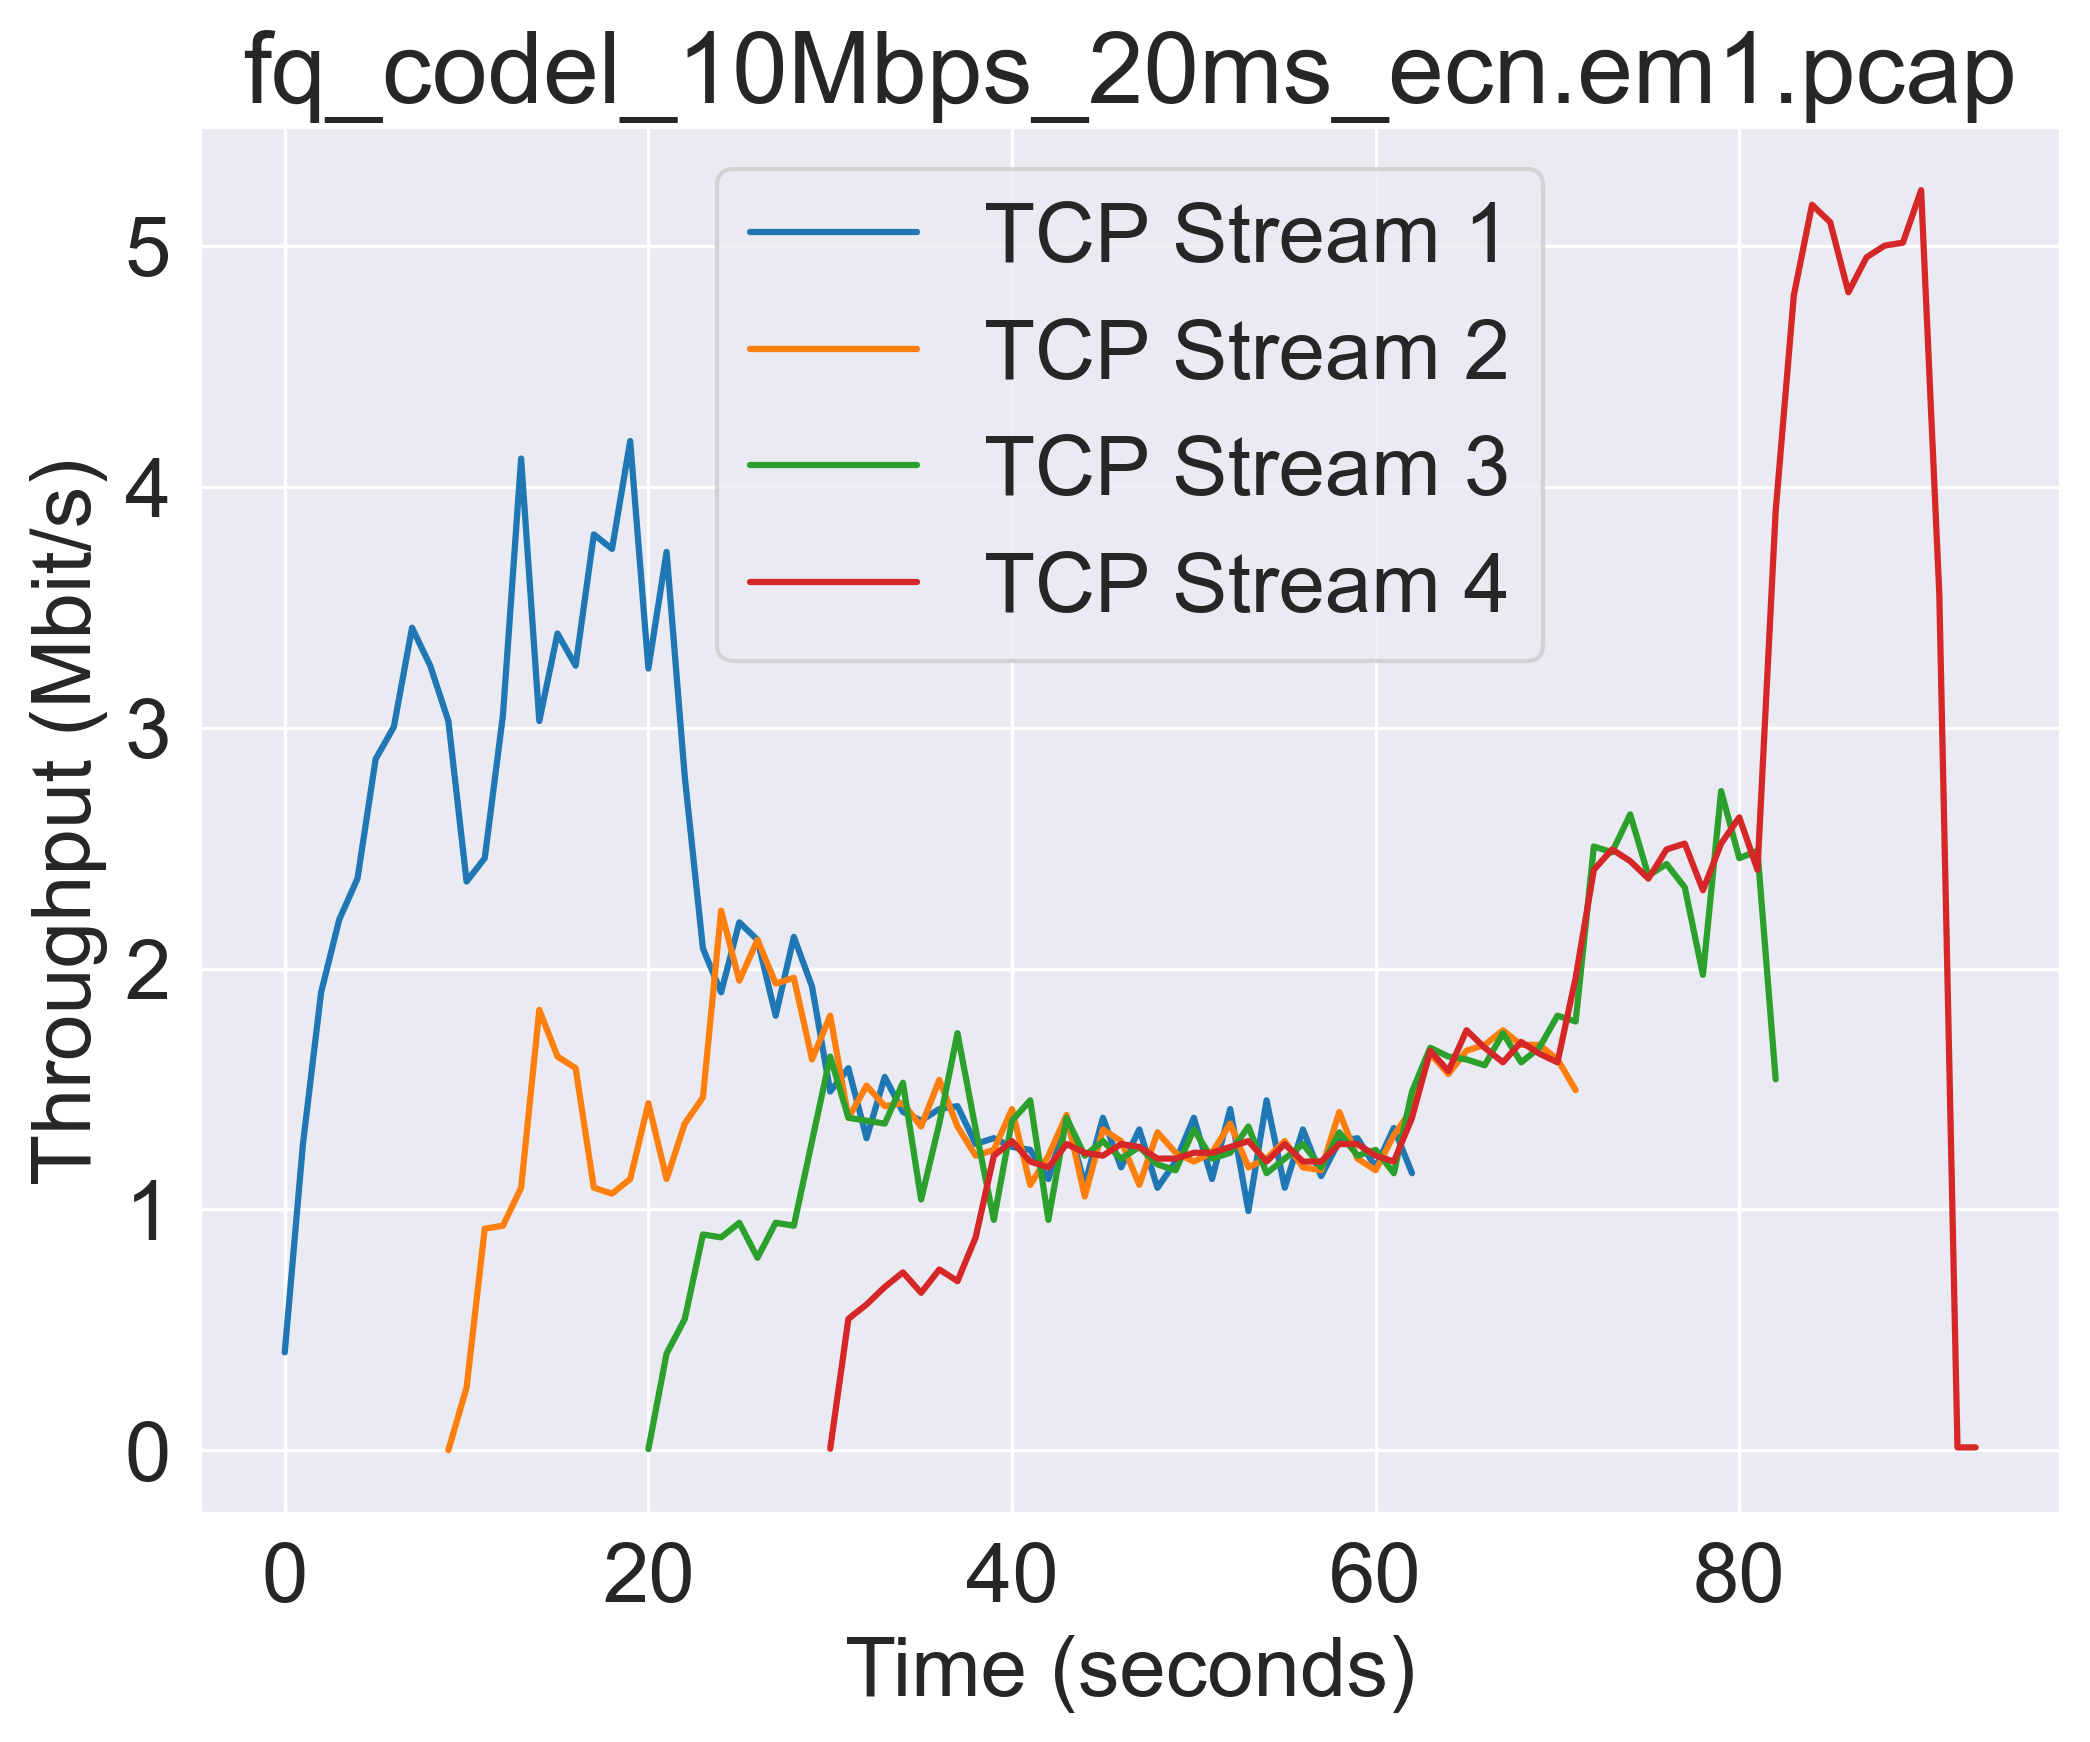 fq_codel_10Mbps_20ms_ecn.em1.pcap
TCP Stream 1
TCP Stream 2
TCP Stream 3
TCP Stream 4
Throughput (Mbit/s)
5
4
3
2
1
0
0 20 40 60 80
Time (seconds)